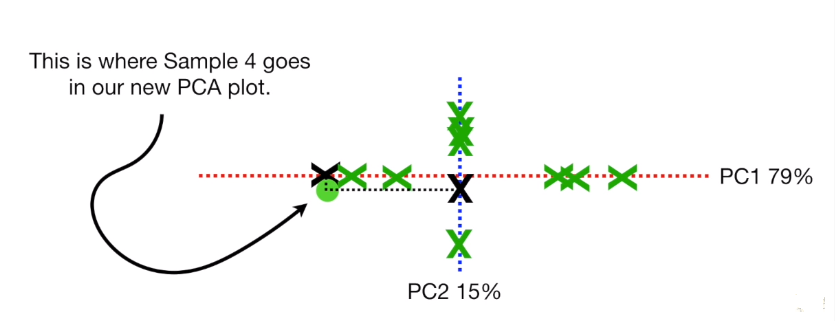 This is where Sample 4 goes
in our new PCA plot.
PC1 79%
PC2 15%